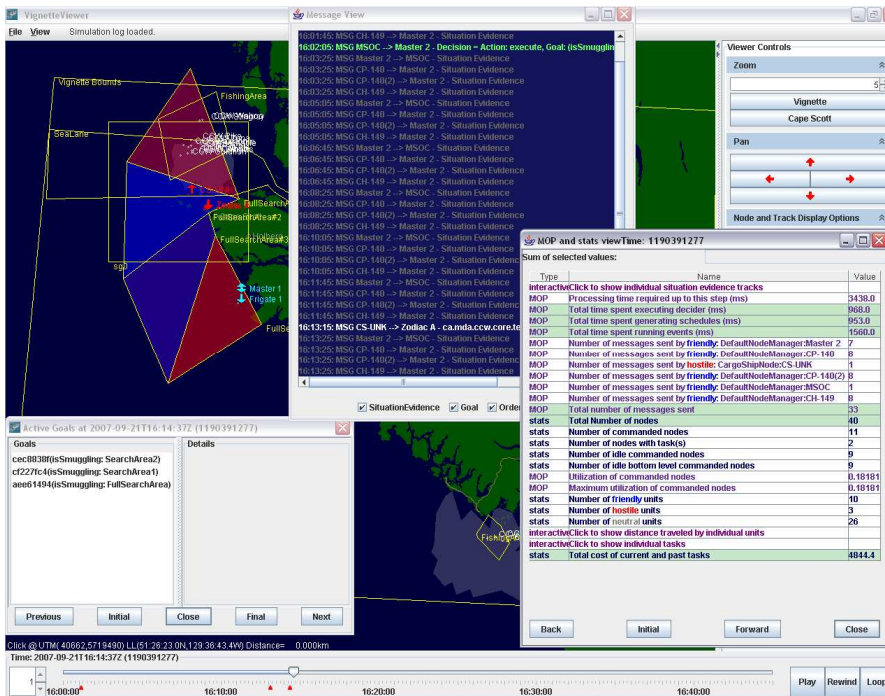 VignetteViewer
File View Simulation log loaded.
Vignette Bounds
FishingArea
SeaLane
FullSearchArea#2
FullSearchArea#3
Holberg
Master 1
Frigate 1
Message View
16:01:45: MSG CH-149 --> Master 2 - Situation Evidence
16:02:05: MSG MSOC --> Master 2 - Decision = Action: execute, Goal: (isSmugglin
16:03:25: MSG Master 2 --> MSOC - Situation Evidence
16:03:25: MSG CP-140 --> Master 2 - Situation Evidence
16:03:25: MSG CP-140(2) --> Master 2 - Situation Evidence
16:05:05: MSG Master 2 --> MSOC - Situation Evidence
16:05:05: MSG CP-140 --> Master 2 - Situation Evidence
16:05:05: MSG CP-140(2) --> Master 2 - Situation Evidence
16:05:05: MSG CH-149 --> Master 2 - Situation Evidence
16:06:45: MSG Master 2 --> MSOC - Situation Evidence
16:06:45: MSG CP-140 --> Master 2 - Situation Evidence
16:06:45: MSG CP-140(2) --> Master 2 - Situation Evidence
16:06:45: MSG CH-149 --> Master 2 - Situation Evidence
16:08:25: MSG Master 2 --> MSOC - Situation Evidence
16:08:25: MSG CP-140 --> Master 2 - Situation Evidence
16:08:25: MSG CP-140(2) --> Master 2 - Situation Evidence
16:08:25: MSG CH-149 --> Master 2 - Situation Evidence
16:10:05: MSG Master 2 --> MSOC - Situation Evidence
16:10:05: MSG CP-140 --> Master 2 - Situation Evidence
16:10:05: MSG CP-140(2) --> Master 2 - Situation Evidence
16:10:05: MSG CH-149 --> Master 2 - Situation Evidence
16:11:45: MSG Master 2 --> MSOC - Situation Evidence
16:11:45: MSG CP-140 --> Master 2 - Situation Evidence
16:11:45: MSG CP-140(2) --> Master 2 - Situation Evidence
16:11:45: MSG CH-149 --> Master 2 - Situation Evidence
16:13:15: MSG CS-UNK --> Zodiac A - ca.mda.ccw.core.te
16:13:25: MSG Master 2 --> MSOC - Situation Evidence
16:13:25: MSG CP-140 --> Master 2 - Situation Evidence
16:13:25: MSG CP-140(2) --> Master 2 - Situation Evidence
16:13:25: MSG CH-149 --> Master 2 - Situation Evidence
SituationEvidence Goal Order
Viewer Controls
Zoom
5
Vignette
Cape Scott
Pan
Node and Track Display Options
MOP and stats viewTime: 1190391277
Sum of selected values:
Type Name Value
interactive Click to show individual situation evidence tracks
MOP Processing time required up to this step (ms) 3438.0
MOP Total time spent executing decider (ms) 968.0
MOP Total time spent generating schedules (ms) 953.0
MOP Total time spent running events (ms) 1560.0
MOP Number of messages sent by friendly: DefaultNodeManager:Master 2 7
MOP Number of messages sent by friendly: DefaultNodeManager:CP-140 8
MOP Number of messages sent by hostile: CargoShipNode:CS-UNK 1
MOP Number of messages sent by friendly: DefaultNodeManager:CP-140(2) 8
MOP Number of messages sent by friendly: DefaultNodeManager:MSOC 1
MOP Number of messages sent by friendly: DefaultNodeManager:CH-149 8
MOP Total number of messages sent 33
stats Total Number of nodes 40
stats Number of commanded nodes 11
stats Number of nodes with task(s) 2
stats Number of idle commanded nodes 9
stats Number of idle bottom level commanded nodes 9
MOP Utilization of commanded nodes 0.18181
MOP Maximum utilization of commanded nodes 0.18181
stats Number of friendly units 10
stats Number of hostile units 3
stats Number of neutral units 26
interactive Click to show distance traveled by individual units
interactive Click to show individual tasks
stats Total cost of current and past tasks 4844.4
Back Initial Forward Close
Active Goals at 2007-09-21T16:14:37Z (1190391277)
Goals Details
cec8838f(isSmuggling: SearchArea2)
cf227fc4(isSmuggling: SearchArea1)
aee61494(isSmuggling: FullSearchArea)
Previous Initial Close Final Next
Click @ UTM( 40662,5719490) LL(51:26:23.0N,129:36:43.4W) Distance= 0.000km
Time: 2007-09-21T16:14:37Z (1190391277)
1
16:00:00 16:10:00 16:20:00 16:30:00 16:40:00
Play Rewind Loop